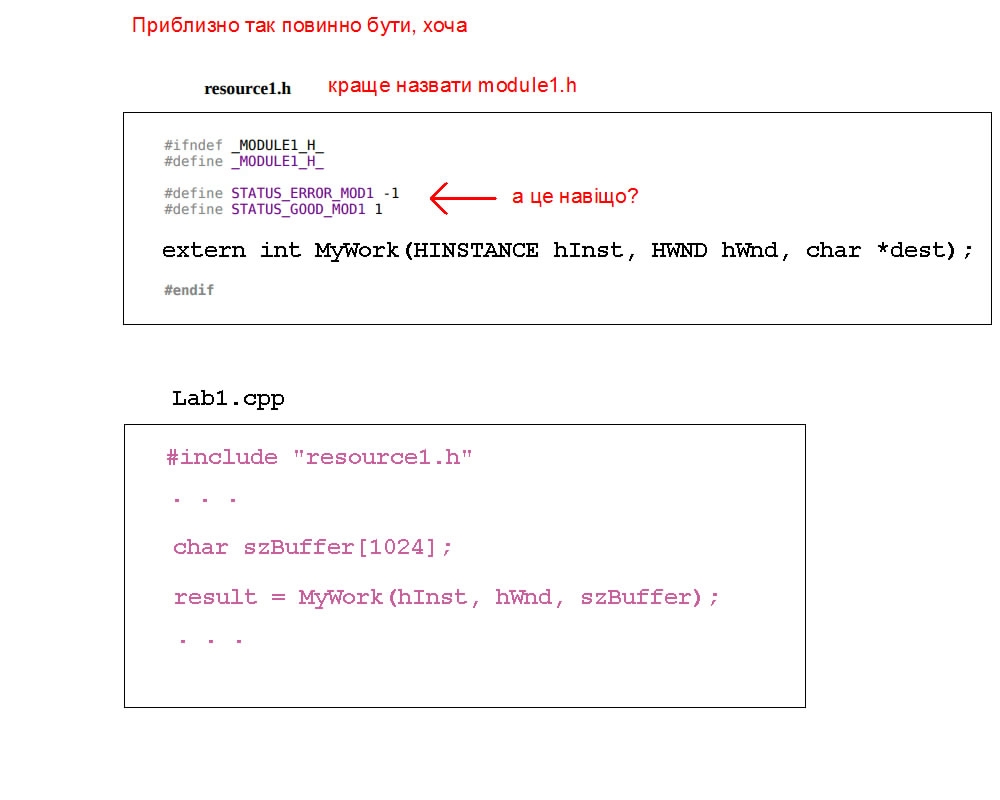 Приблизно так повинно бути, хоча
resource1.h краще назвати module1.h
#ifndef _MODULE1_H_
#define _MODULE1_H_
#define STATUS_ERROR_MOD1 -1
#define STATUS_GOOD_MOD1 1
а це навіщо?
extern int MyWork(HINSTANCE hInst, HWND hWnd, char *dest);
#endif
Lab1.cpp
#include "resource1.h"
. . .
char szBuffer[1024];
result = MyWork(hInst, hWnd, szBuffer);
. . .